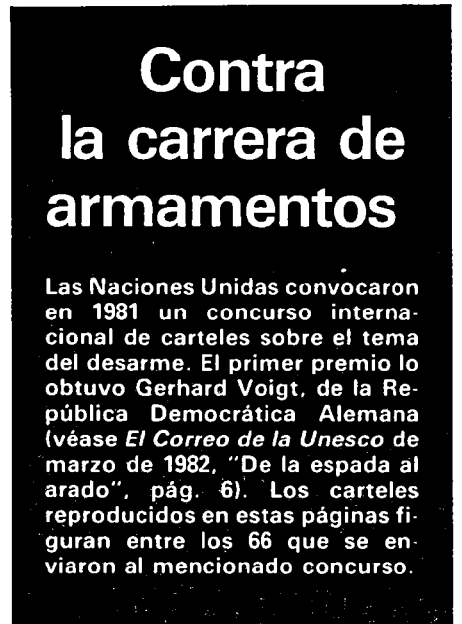 Contra
la carrera de
armamentos
Las Naciones Unidas convocaron
en 1981 un concurso interna-
cional de carteles sobre el tema
del desarme. El primer premio lo
obtuvo Gerhard Voigt, de la Re-
pública Democrática Alemana
(véase El Correo de la Unesco de
marzo de 1982, "De la espada al
arado", pág. 6). Los carteles
reproducidos en estas páginas fi-
guran entre los 66 que se en-
viaron al mencionado concurso.